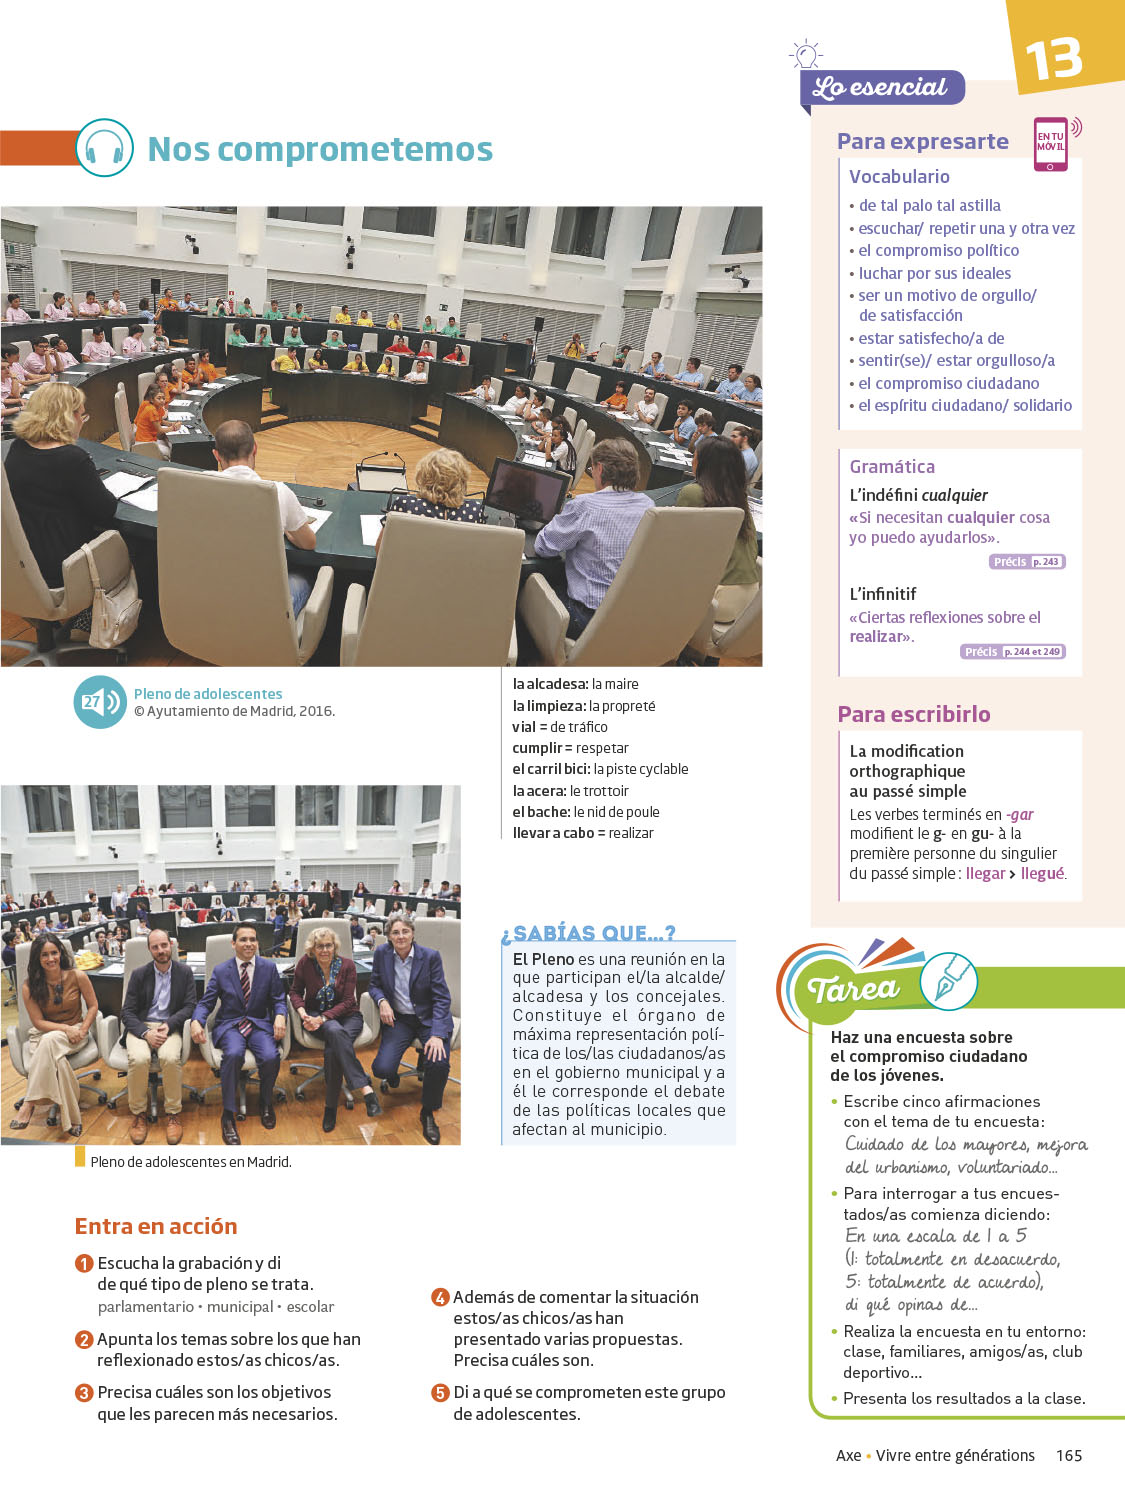 13
Nos comprometemos
27
Pleno de adolescentes
© Ayutamiento de Madrid, 2016.
la alcadesa: la maire
la limpieza: la propreté
vial = de tráfico
cumplir = respetar
el carril bici: la piste cyclable
la acera: le trottoir
el bache: le nid de poule
llevar a cabo = realizar
Pleno de adolescentes en Madrid.
¿SABÍAS QUE...?
El Pleno es una reunión en la
que participan el/la alcalde/
alcadesa y los concejales.
Constituye el órgano de
máxima representación polí-
tica de los/las ciudadanos/as
en el gobierno municipal y a
él le corresponde el debate
de las políticas locales que
afectan al municipio.
Entra en acción
1 Escucha la grabación y di
de qué tipo de pleno se trata.
parlamentario • municipal • escolar
2 Apunta los temas sobre los que han
reflexionado estos/as chicos/as.
3 Precisa cuáles son los objetivos
que les parecen más necesarios.
4 Además de comentar la situación
estos/as chicos/as han
presentado varias propuestas.
Precisa cuáles son.
5 Di a qué se comprometen este grupo
de adolescentes.
Lo esencial
Para expresarte
EN TU
MÓVIL
Vocabulario
• de tal palo tal astilla
• escuchar/ repetir una y otra vez
• el compromiso político
• luchar por sus ideales
• ser un motivo de orgullo/
de satisfacción
• estar satisfecho/a de
• sentir(se)/ estar orgulloso/a
• el compromiso ciudadano
• el espíritu ciudadano/ solidario
Gramática
L'indéfini cualquier
«Si necesitan cualquier cosa
yo puedo ayudarlos».
Précis p. 243
L'infinitif
«Ciertas reflexiones sobre el
realizar».
Précis p. 244 et 249
Para escribirlo
La modification
orthographique
au passé simple
Les verbes terminés en -gar
modifient le g- en gu- à la
première personne du singulier
du passé simple : llegar > llegué.
Tarea
Haz una encuesta sobre
el compromiso ciudadano
de los jóvenes.
• Escribe cinco afirmaciones
con el tema de tu encuesta:
Cuidado de los mayores, mejora
del urbanismo, voluntariado...
• Para interrogar a tus encues-
tados/as comienza diciendo:
En una escala de 1 a 5
(1: totalmente en desacuerdo,
5: totalmente de acuerdo),
di qué opinas de...
• Realiza la encuesta en tu entorno:
clase, familiares, amigos/as, club
deportivo...
• Presenta los resultados a la clase.
Axe • Vivre entre générations 165